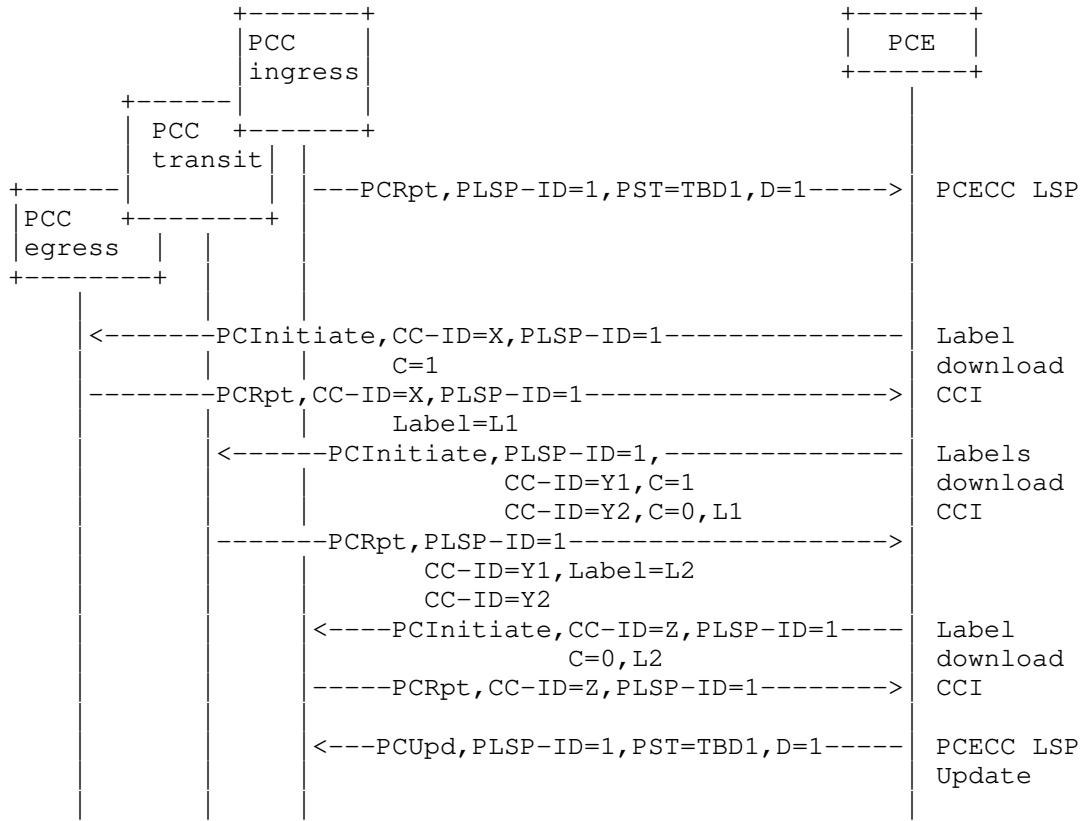 PCC PCE
ingress
PCC
transit
---PCRpt,PLSP-ID=1,PST=TBD1,D=1-----> PCECC LSP
PCC
egress
<-------PCInitiate,CC-ID=X,PLSP-ID=1--------------- Label
C=1 download
--------PCRpt,CC-ID=X,PLSP-ID=1-------------------> CCI
Label=L1
<------PCInitiate,PLSP-ID=1,--------------- Labels
CC-ID=Y1,C=1 download
CC-ID=Y2,C=0,L1 CCI
-------PCRpt,PLSP-ID=1-------------------->
CC-ID=Y1,Label=L2
CC-ID=Y2
<----PCInitiate,CC-ID=Z,PLSP-ID=1---- Label
C=0,L2 download
-----PCRpt,CC-ID=Z,PLSP-ID=1--------> CCI
<---PCUpd,PLSP-ID=1,PST=TBD1,D=1----- PCECC LSP
Update